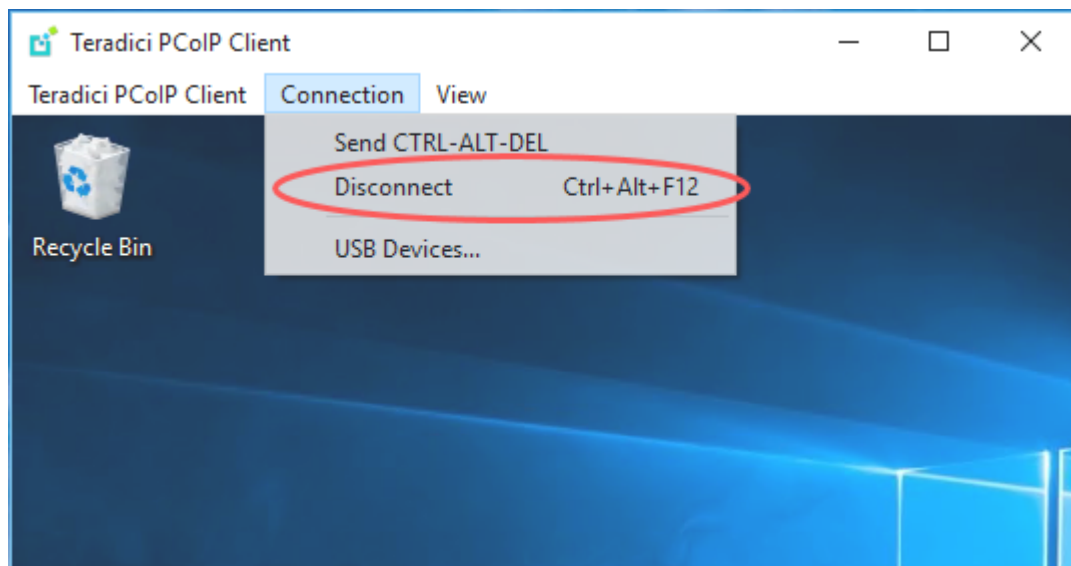 Teradici PCoIP Client
Teradici PCoIP Client Connection View
Send CTRL-ALT-DEL
Disconnect Ctrl+Alt+F12
USB Devices...
Recycle Bin